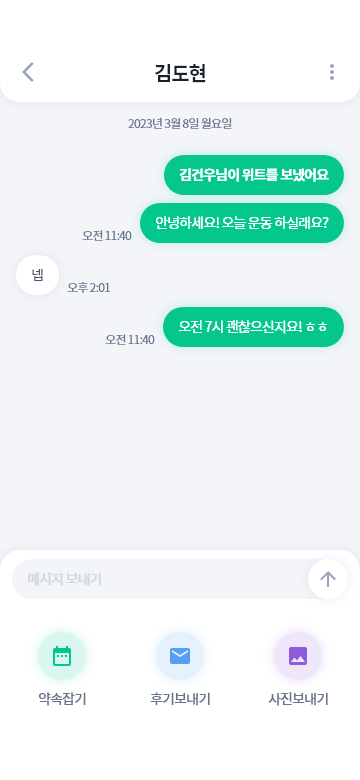 김도현
2023년 3월 8일 월요일
김건우님이 위트를 보냈어요
안녕하세요! 오늘 운동 하실래요?
오전 11:40
넵
오후 2:01
오전 7시 괜찮으신지요! ㅎㅎ
오전 11:40
메시지 보내기
약속잡기
후기보내기
사진보내기